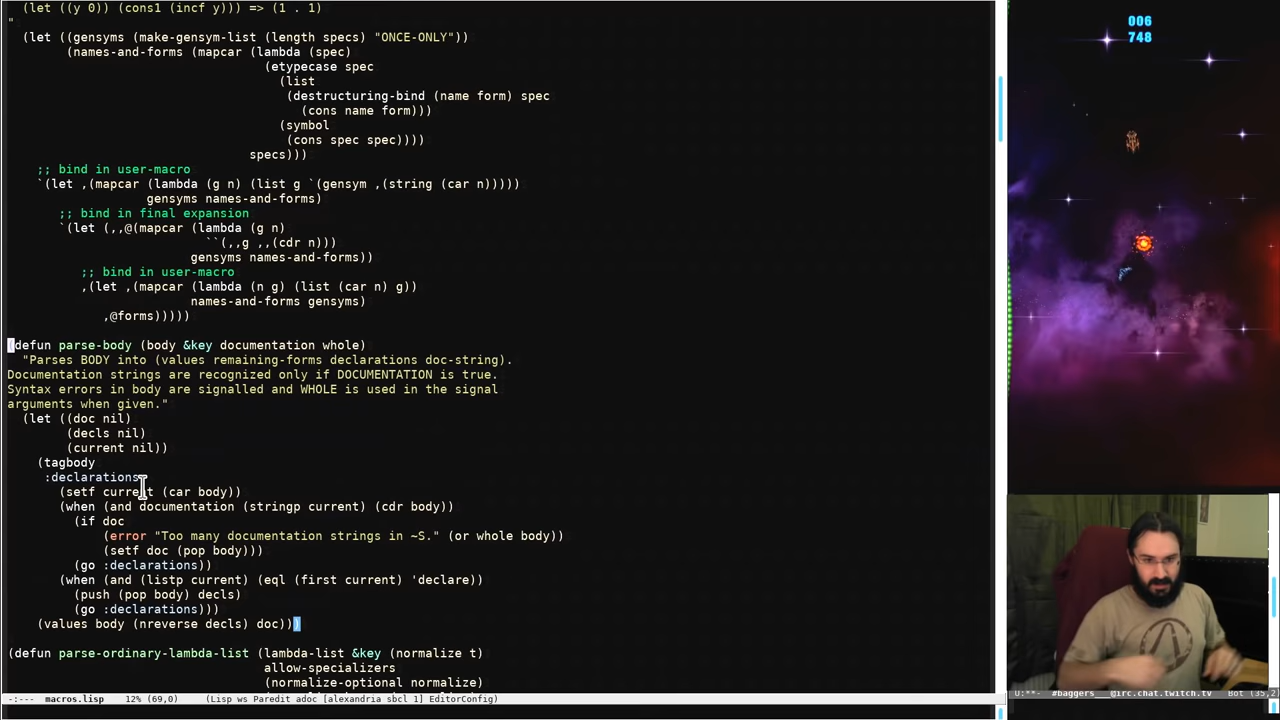 (let ((y 0)) (cons1 (incf y))) => (1 . 1)
"
(let ((gensyms (make-gensym-list (length specs) "ONCE-ONLY"))
(names-and-forms (mapcar (lambda (spec)
(etypecase spec
(list
(destructuring-bind (name form) spec
(cons name form)))
(symbol
(cons spec spec))))
specs)))
;; bind in user-macro
`(let ,(mapcar (lambda (g n) (list g `(gensym ,(string (car n)))))
gensyms names-and-forms)
;; bind in final expansion
`(let (,,@(mapcar (lambda (g n)
``(,,g ,,(cdr n)))
gensyms names-and-forms))
;; bind in user-macro
,(let ,(mapcar (lambda (n g) (list (car n) g))
names-and-forms gensyms)
,@forms)))))
(defun parse-body (body &key documentation whole)
"Parses BODY into (values remaining-forms declarations doc-string).
Documentation strings are recognized only if DOCUMENTATION is true.
Syntax errors in body are signalled and WHOLE is used in the signal
arguments when given."
(let ((doc nil)
(decls nil)
(current nil))
(tagbody
:declarations
(setf current (car body))
(when (and documentation (stringp current) (cdr body))
(if doc
(error "Too many documentation strings in ~S." (or whole body))
(setf doc (pop body)))
(go :declarations))
(when (and (listp current) (eql (first current) 'declare))
(push (pop body) decls)
(go :declarations)))
(values body (nreverse decls) doc)))
(defun parse-ordinary-lambda-list (lambda-list &key (normalize t)
allow-specializers
(normalize-optional normalize)
-:--- macros.lisp 12% (69,0) (Lisp ws Paredit adoc [alexandria sbcl 1] EditorConfig)
006
748
U:**- #baggers___@irc.chat.twitch.tv Bot (35,2